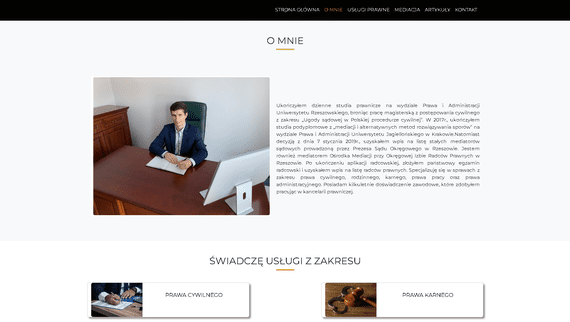 STRONA GŁÓWNA O MNIE USŁUGI PRAWNE MEDIACJA ARTYKUŁY KONTAKT
O MNIE
Ukończyłem dzienne studia prawnicze na wydziale Prawa i Administracji
Uniwersytetu Rzeszowskiego, broniąc pracę magisterską z postępowania cywilnego
z zakresu „Ugody sądowej w Polskiej procedurze cywilnej". W 2017r., ukończyłem
studia podyplomowe z „mediacji i alternatywnych metod rozwiązywania sporów" na
wydziale Prawa i Administracji Uniwersytetu Jagiellońskiego w Krakowie.Natomiast
decyzją z dnia 7 stycznia 2019r., uzyskałem wpis na listę stałych mediatorów
sądowych prowadzoną przez Prezesa Sądu Okręgowego w Rzeszowie. Jestem
również mediatorem Ośrodka Mediacji przy Okręgowej Izbie Radców Prawnych w
Rzeszowie. Po ukończeniu aplikacji radcowskiej, złożyłem państwowy egzamin
radcowski i uzyskałem wpis na listę radców prawnych. Specjalizuję się w sprawach z
zakresu prawa cywilnego, rodzinnego, karnego, prawa pracy oraz prawa
administracyjnego. Posiadam kilkuletnie doświadczenie zawodowe, które zdobyłem
pracując w kancelarii prawniczej.
ŚWIADCZĘ USŁUGI Z ZAKRESU
PRAWA CYWILNEGO
PRAWA KARNEGO